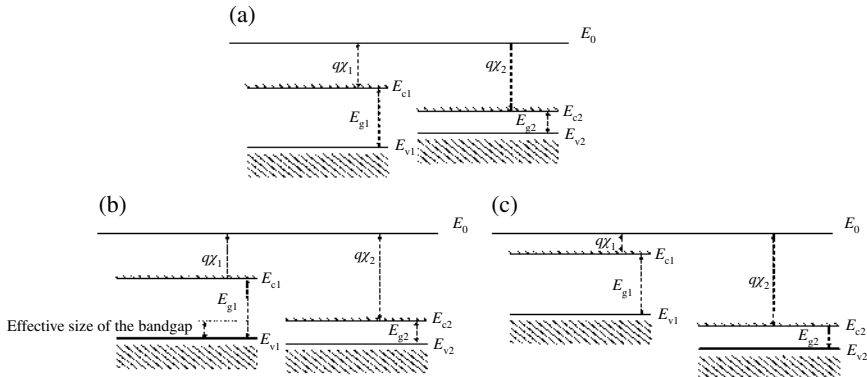 (a)
E0
qχ1
qχ2
Ec1
Eg1
Ec2
Eg2
Ev2
Ev1
(b)
E0
qχ1
qχ2
Ec1
Eg1
Effective size of the bandgap
Ec2
Eg2
Ev1
Ev2
(c)
E0
qχ1
Ec1
qχ2
Eg1
Ev1
Ec2
Eg2
Ev2